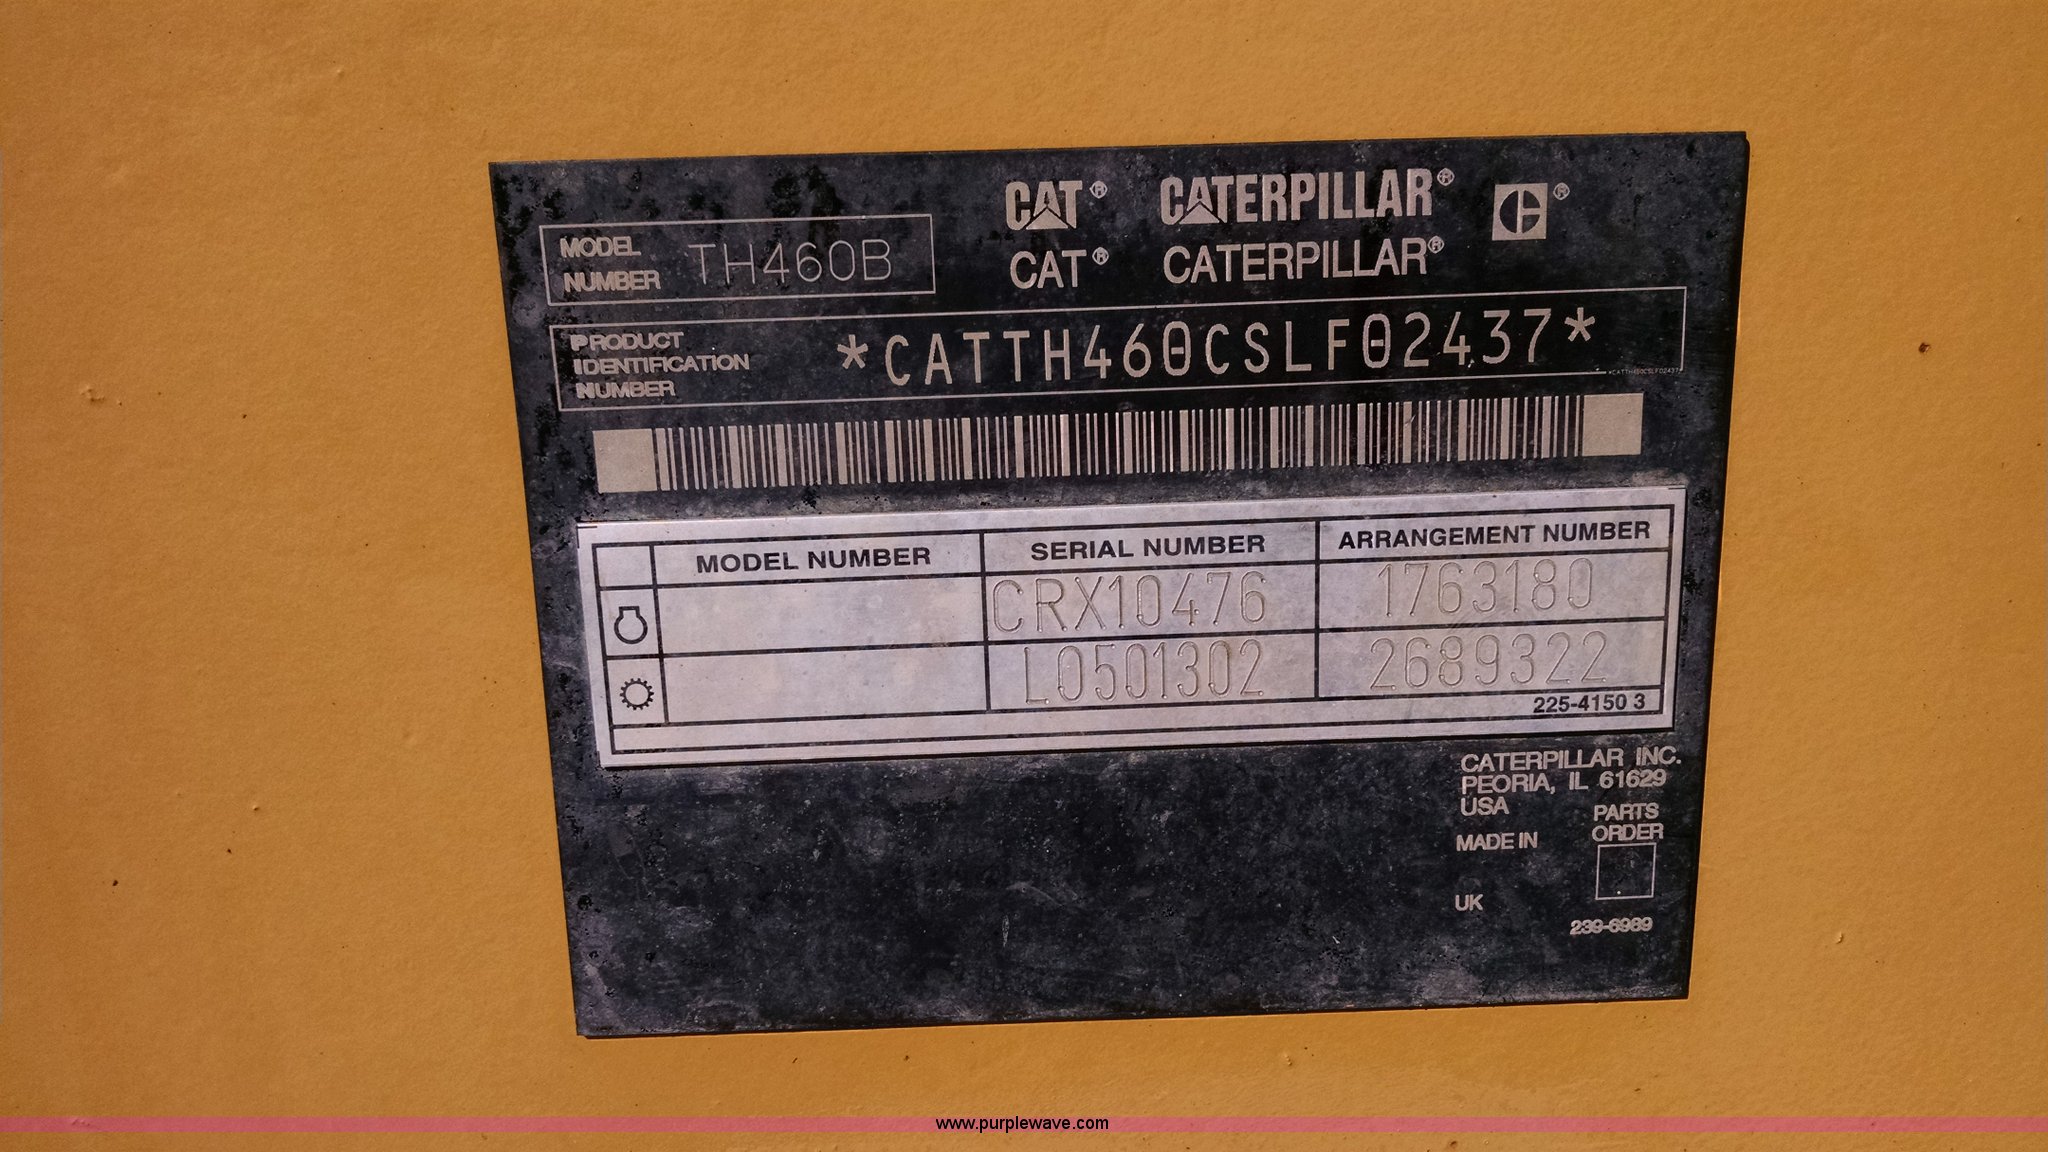 CAT® CATERPILLAR® ®
CAT® CATERPILLAR®
MODEL
NUMBER TH460B
PRODUCT
IDENTIFICATION
NUMBER
*CATTH460CSLF02437*
*CATTH460CSLF02437*
MODEL NUMBER SERIAL NUMBER ARRANGEMENT NUMBER
CRX10476 1763180
L0501302 2689322
225-4150 3
CATERPILLAR INC.
PEORIA, IL 61629
USA
PARTS
ORDER
MADE IN
UK
239-6989
www.purplewave.com